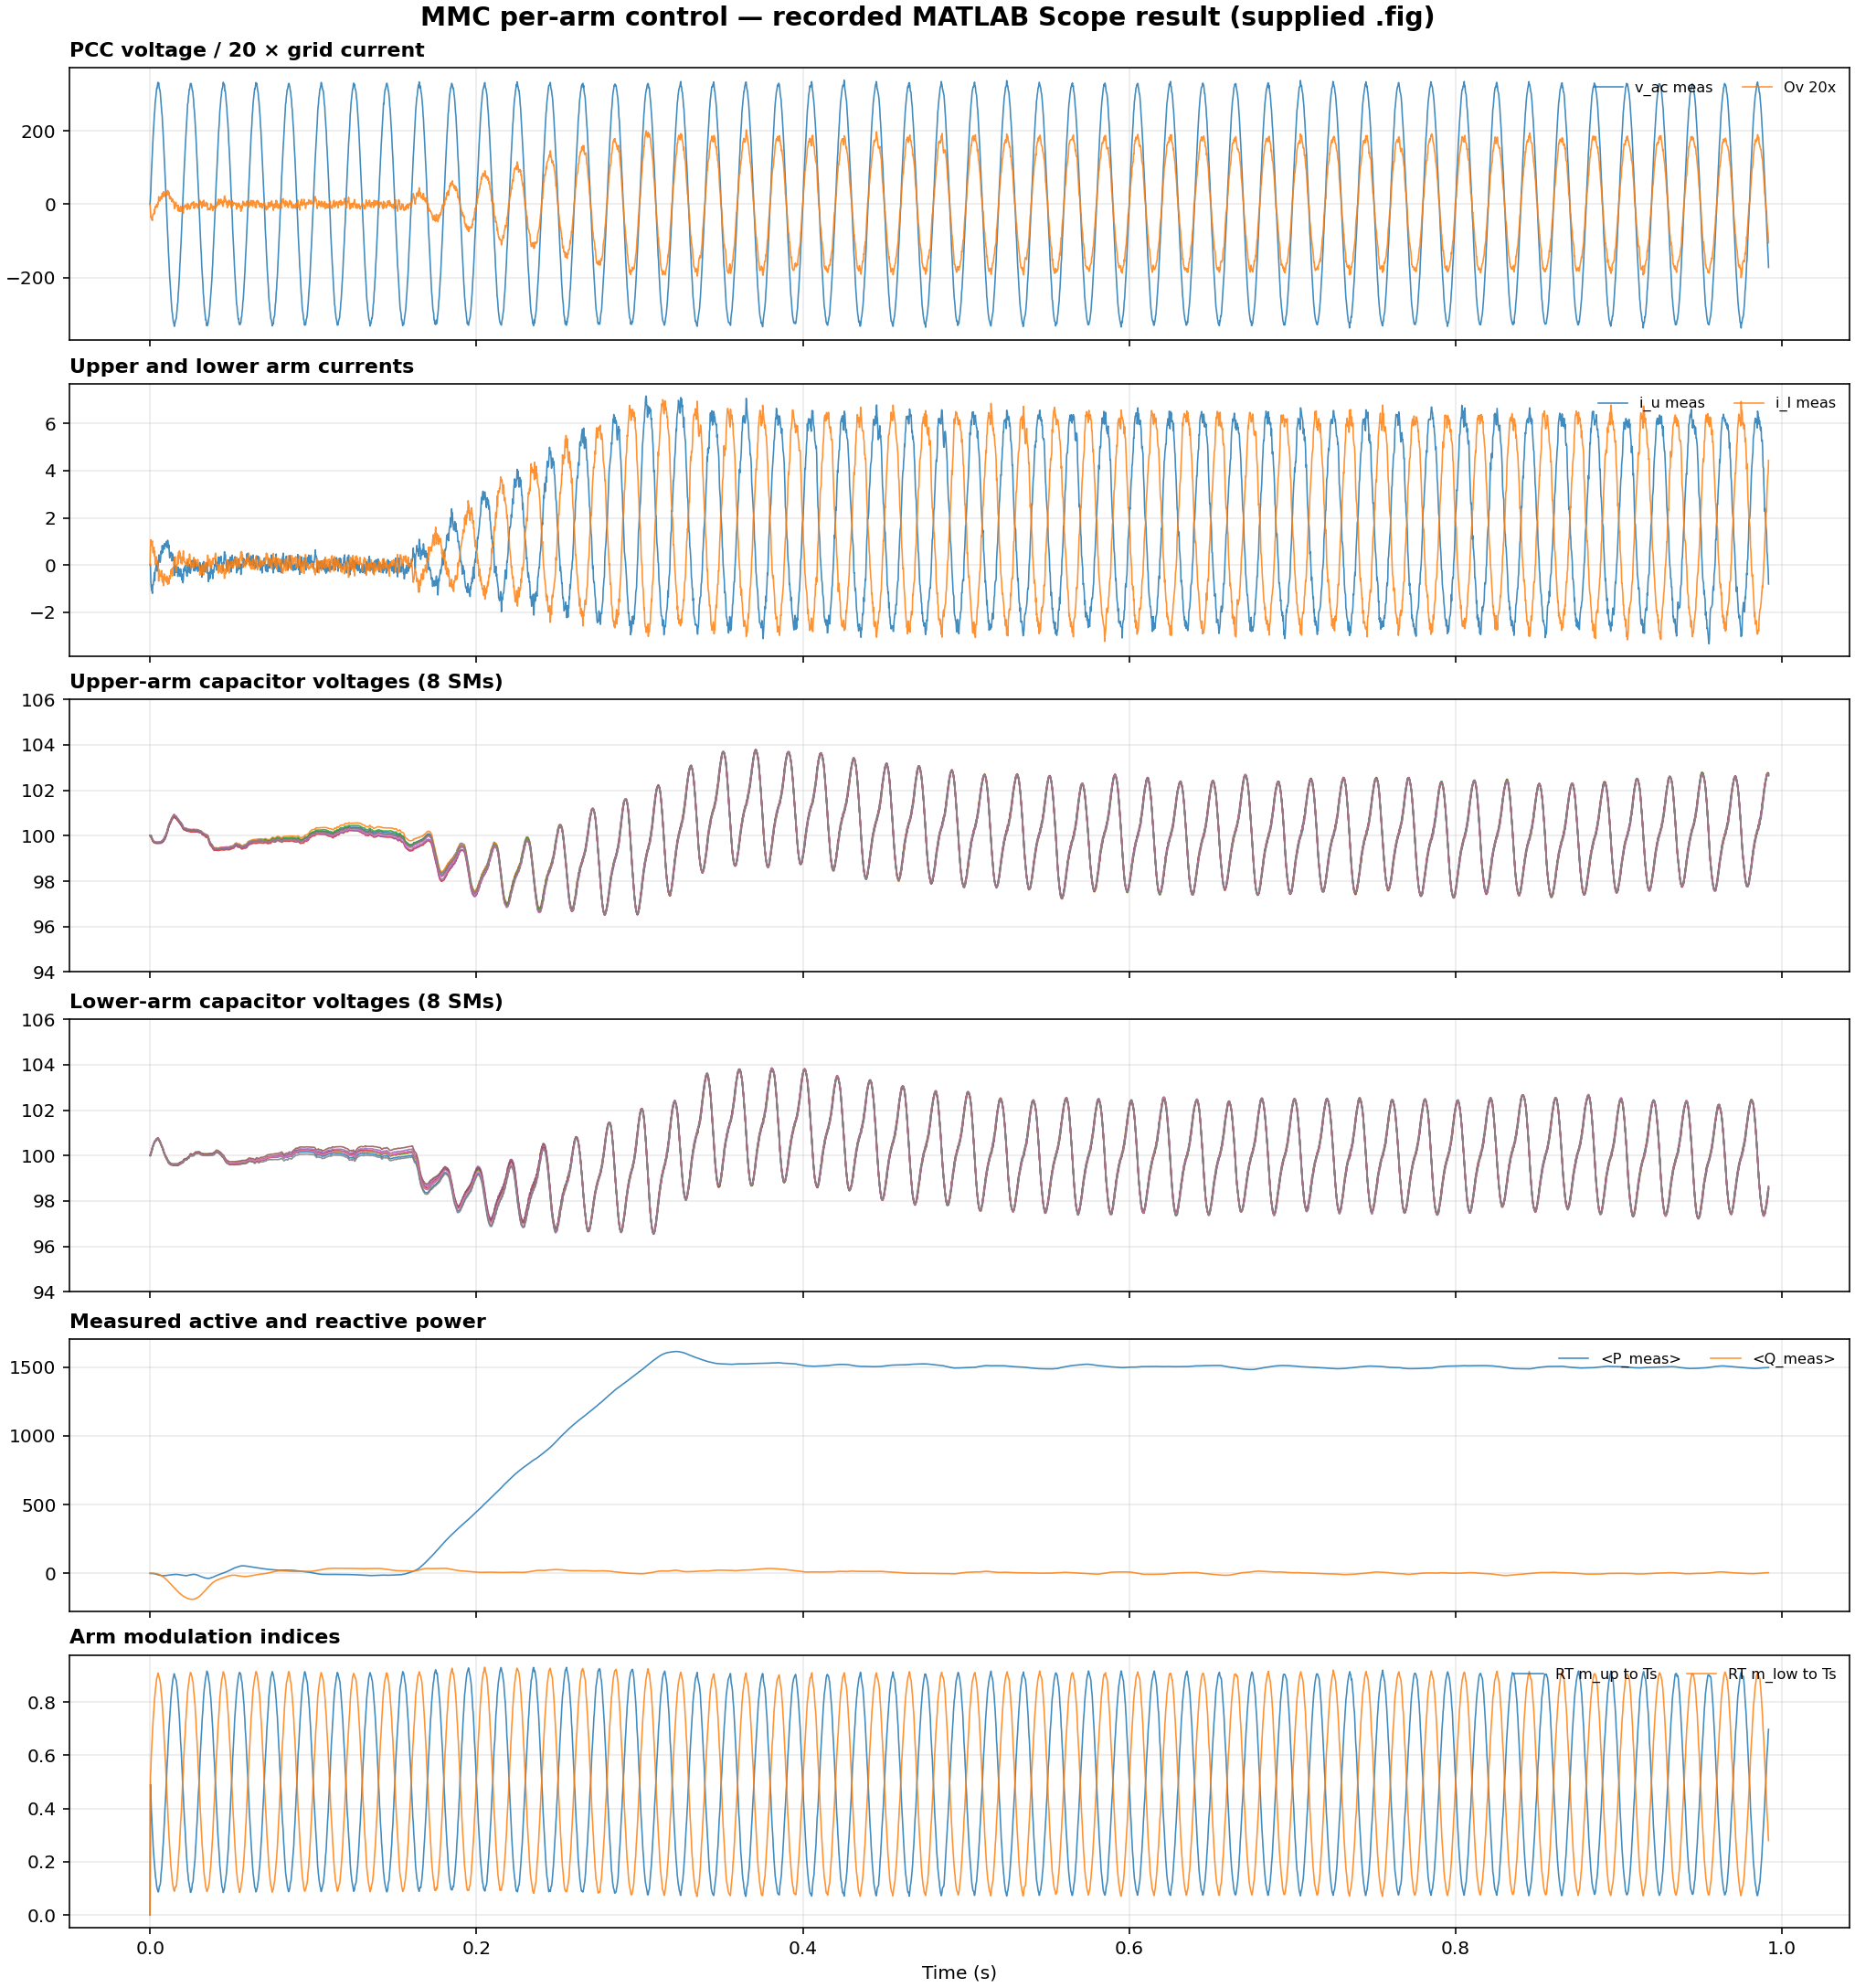 MMC per-arm control — recorded MATLAB Scope result (supplied .fig)
PCC voltage / 20 × grid current
v_ac meas
Ov 20x
200
0
−200
Upper and lower arm currents
i_u meas
i_l meas
6
4
2
0
−2
Upper-arm capacitor voltages (8 SMs)
106
104
102
100
98
96
94
Lower-arm capacitor voltages (8 SMs)
106
104
102
100
98
96
94
Measured active and reactive power
<P_meas>
<Q_meas>
1500
1000
500
0
Arm modulation indices
RT m_up to Ts
RT m_low to Ts
0.8
0.6
0.4
0.2
0.0
0.0 0.2 0.4 0.6 0.8 1.0
Time (s)